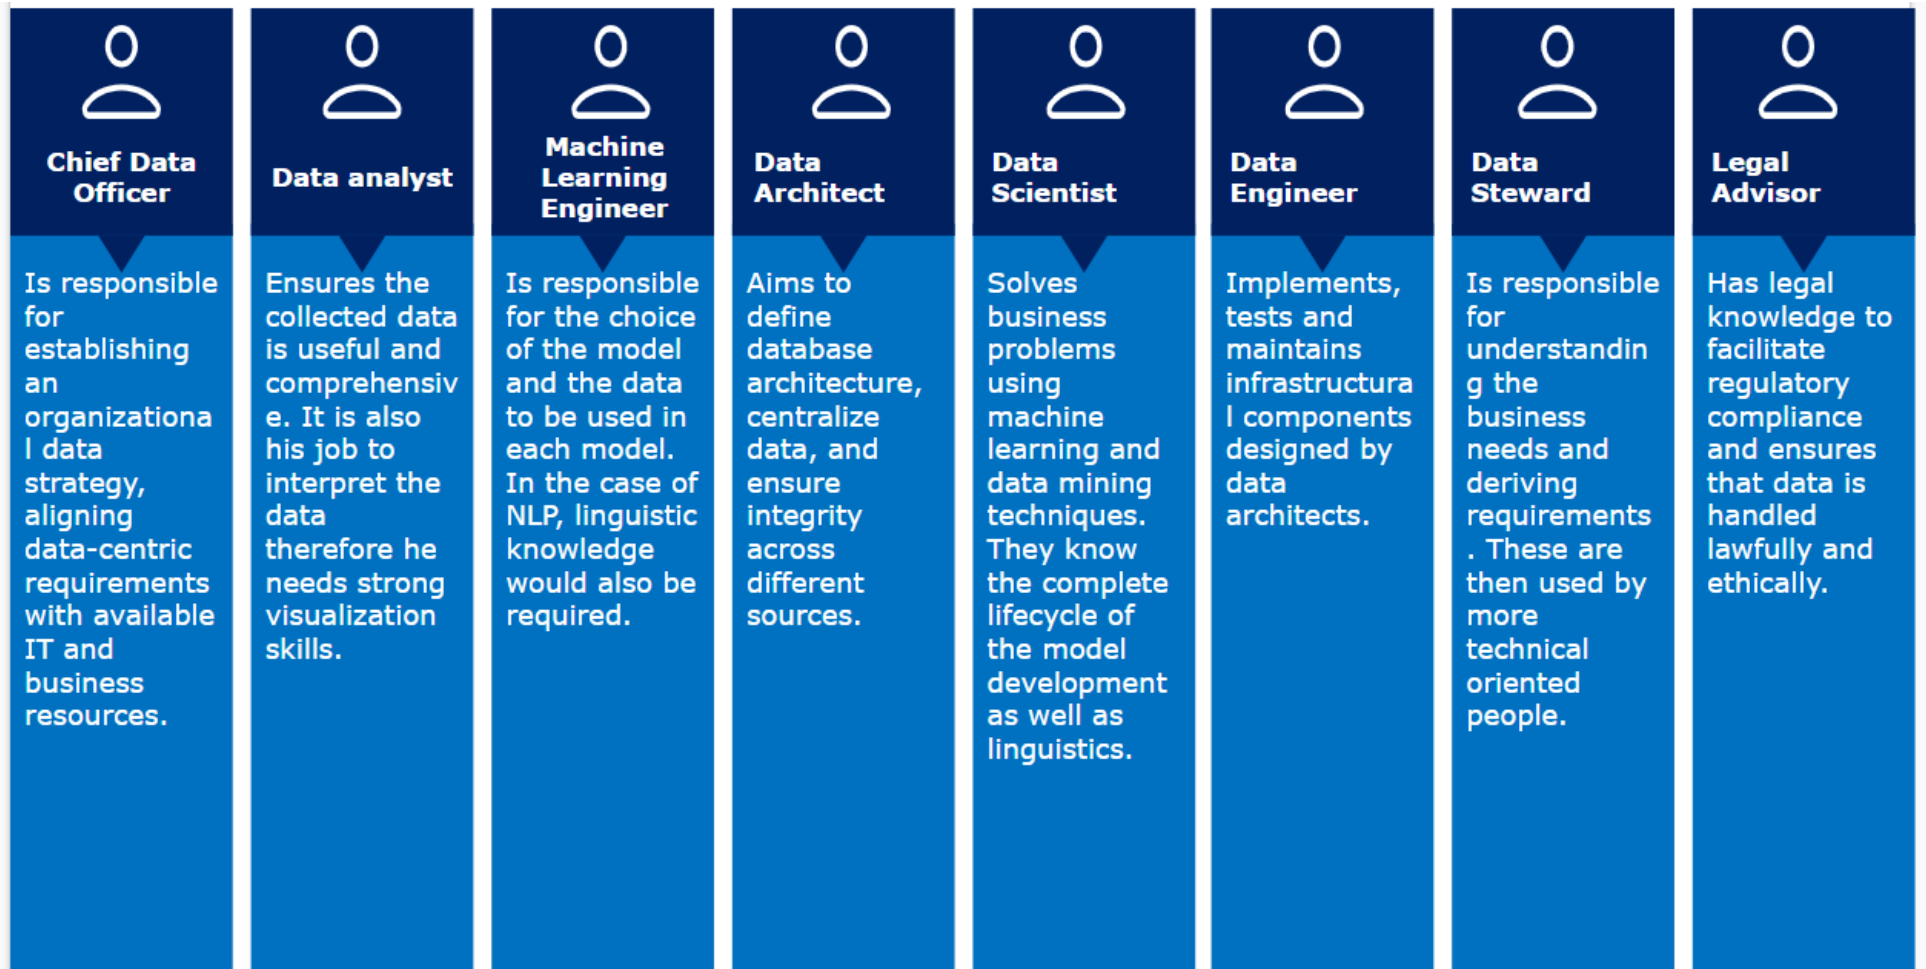 Chief Data
Officer
Is responsible
for
establishing
an
organizationa
l data
strategy,
aligning
data-centric
requirements
with available
IT and
business
resources.
Data analyst
Ensures the
collected data
is useful and
comprehensiv
e. It is also
his job to
interpret the
data
therefore he
needs strong
visualization
skills.
Machine
Learning
Engineer
Is responsible
for the choice
of the model
and the data
to be used in
each model.
In the case of
NLP, linguistic
knowledge
would also be
required.
Data
Architect
Aims to
define
database
architecture,
centralize
data, and
ensure
integrity
across
different
sources.
Data
Scientist
Solves
business
problems
using
machine
learning and
data mining
techniques.
They know
the complete
lifecycle of
the model
development
as well as
linguistics.
Data
Engineer
Implements,
tests and
maintains
infrastructura
l components
designed by
data
architects.
Data
Steward
Is responsible
for
understandin
g the
business
needs and
deriving
requirements
. These are
then used by
more
technical
oriented
people.
Legal
Advisor
Has legal
knowledge to
facilitate
regulatory
compliance
and ensures
that data is
handled
lawfully and
ethically.